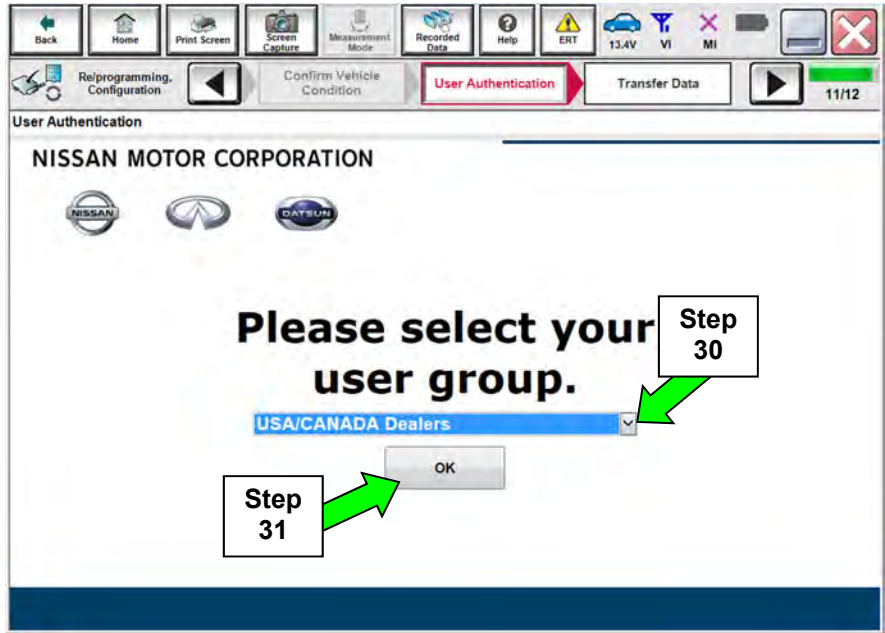 Back
Home
Print Screen
Screen
Capture
Measurement
Mode
Recorded
Data
Help
ERT
13.4V
VI
MI
Re/programming,
Configuration
Confirm Vehicle
Condition
User Authentication
Transfer Data
11/12
User Authentication
NISSAN MOTOR CORPORATION
NISSAN
DATSUN
Please select your
user group.
Step
30
USA/CANADA Dealers
OK
Step
31